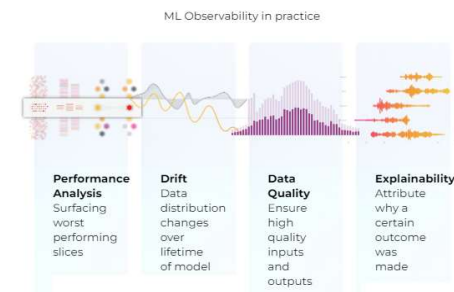 ML Observability in practice
Performance
Analysis
Surfacing
worst
performing
slices
Drift
Data
distribution
changes
over
lifetime
of model
Data
Quality
Ensure
high
quality
inputs
and
outputs
Explainability
Attribute
why a
certain
outcome
was
made